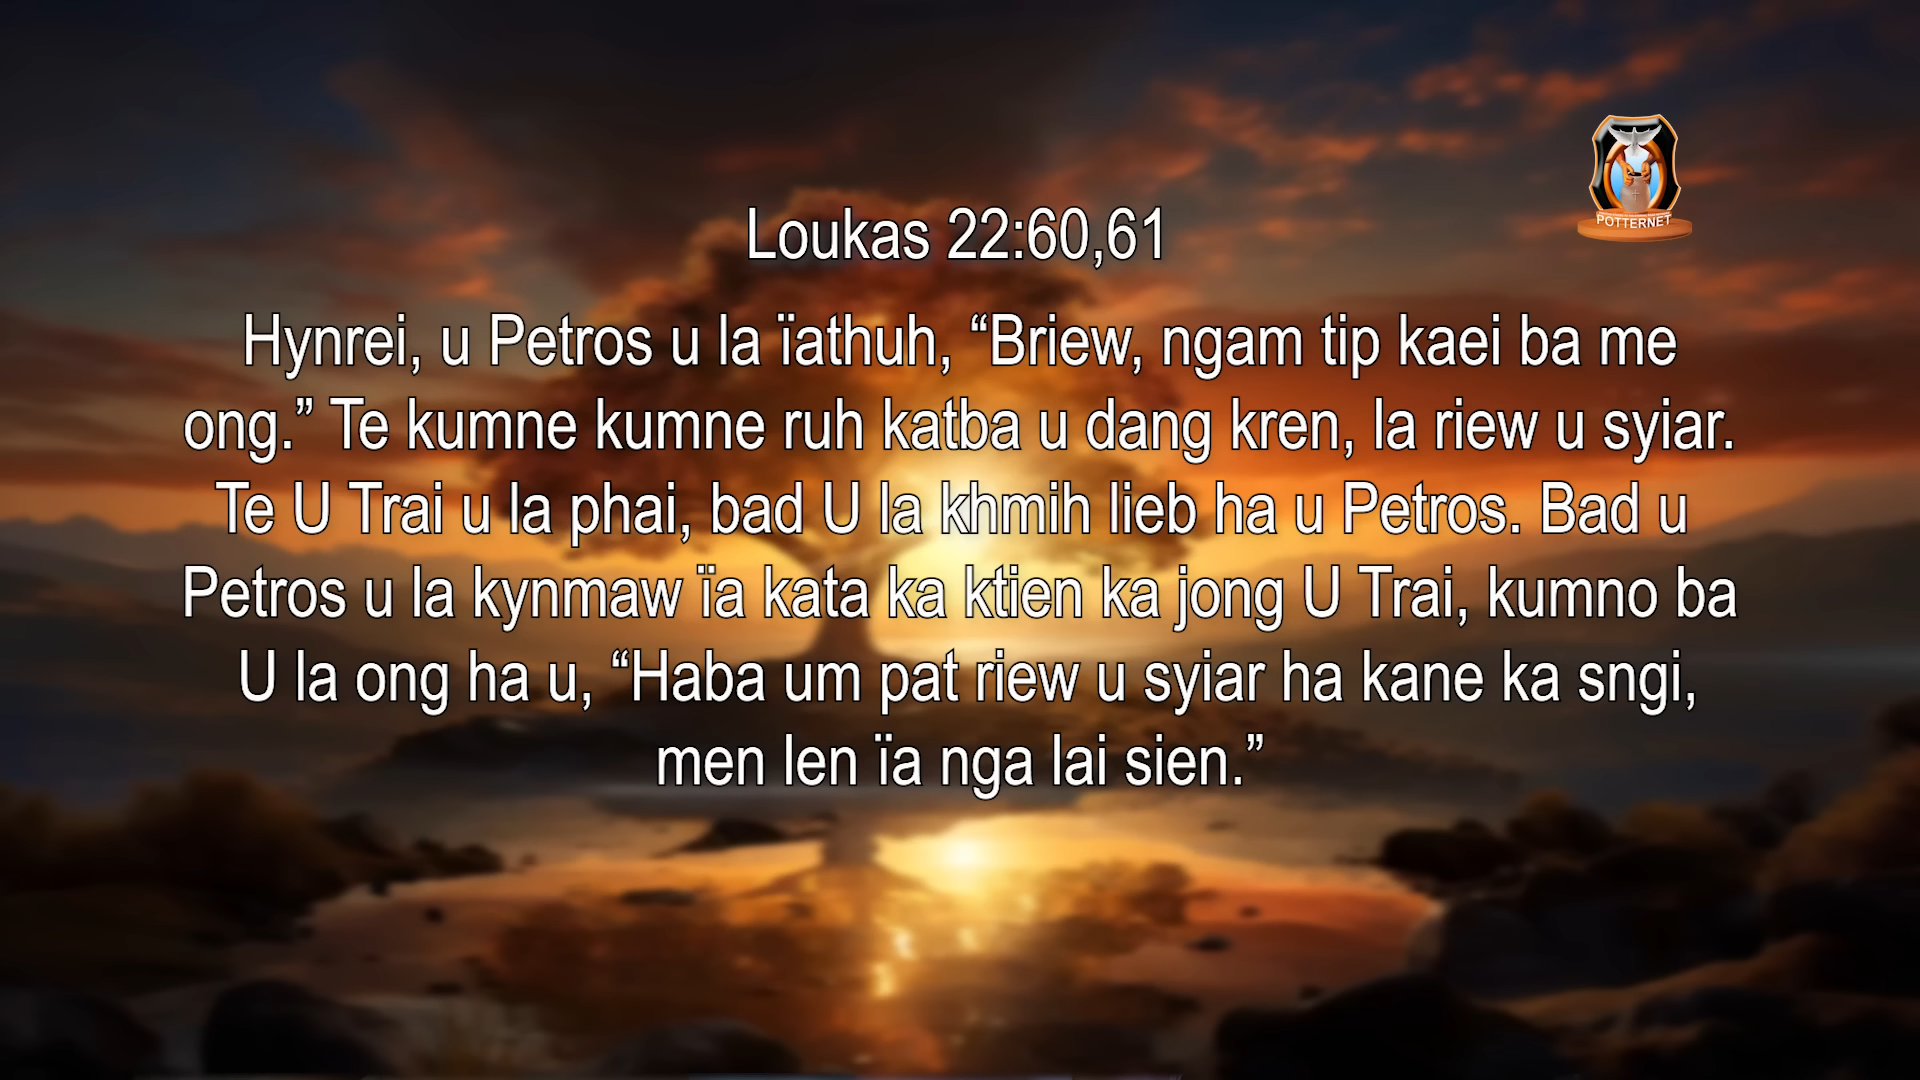 POTTERNET
Loukas 22:60,61
Hynrei, u Petros u la ïathuh, “Briew, ngam tip kaei ba me
ong.” Te kumne kumne ruh katba u dang kren, la riew u syiar.
Te U Trai u la phai, bad U la khmih lieb ha u Petros. Bad u
Petros u la kynmaw ïa kata ka ktien ka jong U Trai, kumno ba
U la ong ha u, “Haba um pat riew u syiar ha kane ka sngi,
men len ïa nga lai sien.”